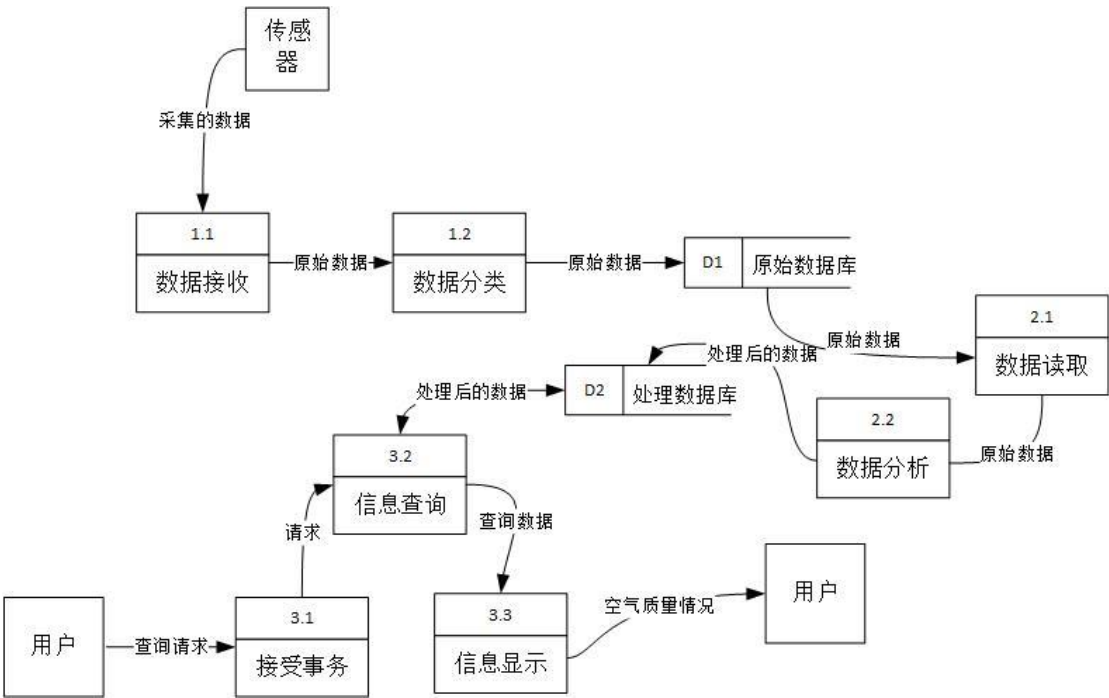 传感
器
采集的数据
1.1
数据接收
原始数据
1.2
数据分类
原始数据
D1
原始数据库
原始数据
2.1
数据读取
处理后的数据
D2
处理数据库
处理后的数据
2.2
数据分析
原始数据
3.2
信息查询
请求
查询数据
用户
查询请求
3.1
接受事务
3.3
信息显示
空气质量情况
用户